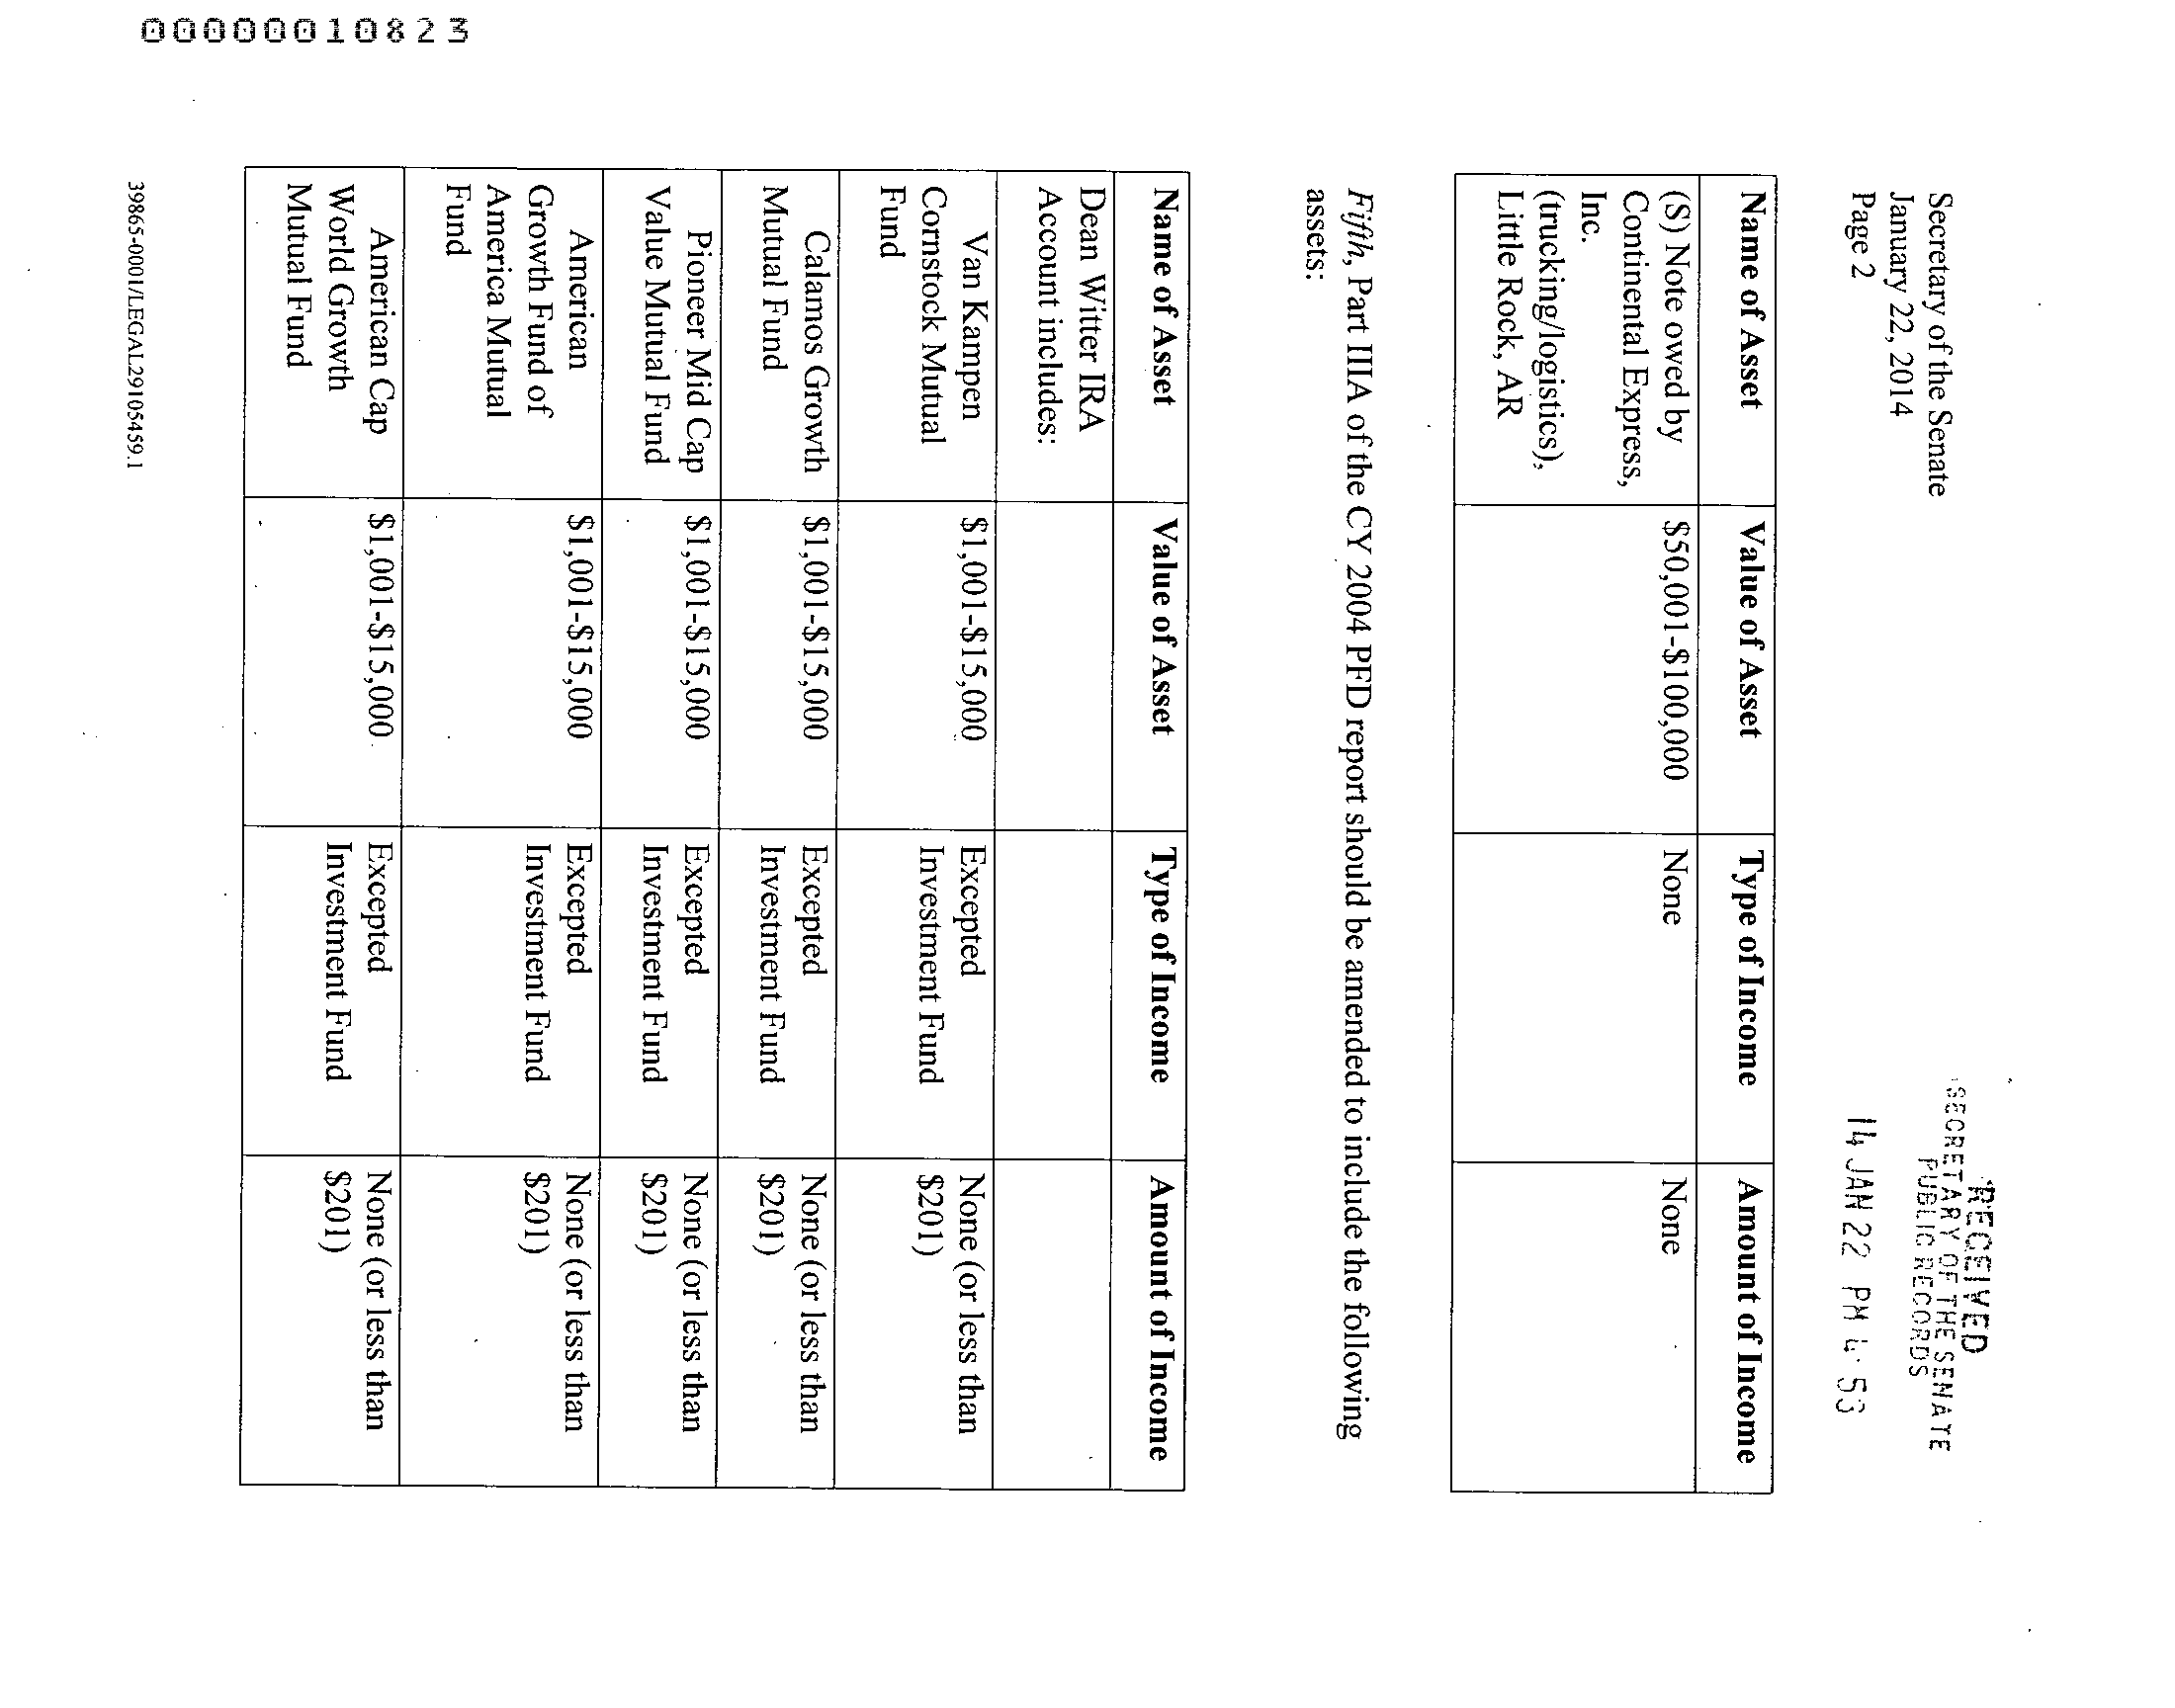 00000010823
Secretary of the Senate
January 22, 2014
Page 2
RECEIVED
SECRETARY OF THE SENATE
PUBLIC RECORDS
14 JAN 22 PM 4:53
Name of Asset Value of Asset Type of Income Amount of Income
(S) Note owed by $50,001-$100,000 None None
Continental Express,
Inc.
(trucking/logistics),
Little Rock, AR
Fifth, Part IIIA of the CY 2004 PFD report should be amended to include the following
assets:
Name of Asset Value of Asset Type of Income Amount of Income
Dean Witter IRA
Account includes:
Van Kampen $1,001-$15,000 Excepted None (or less than
Cornstock Mutual Investment Fund $201)
Fund
Calamos Growth $1,001-$15,000 Excepted None (or less than
Mutual Fund Investment Fund $201)
Pioneer Mid Cap $1,001-$15,000 Excepted None (or less than
Value Mutual Fund Investment Fund $201)
American $1,001-$15,000 Excepted None (or less than
Growth Fund of Investment Fund $201)
America Mutual
Fund
American Cap $1,001-$15,000 Excepted None (or less than
World Growth Investment Fund $201)
Mutual Fund
39865-0001/LEGAL29105459.1